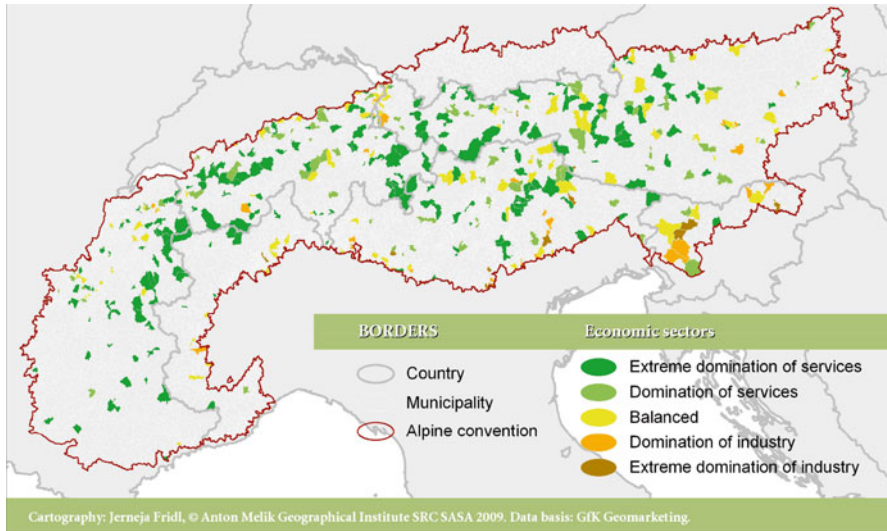 BORDERS
Country
Municipality
Alpine convention
Economic sectors
Extreme domination of services
Domination of services
Balanced
Domination of industry
Extreme domination of industry
Cartography: Jerneja Fridl, © Anton Melik Geographical Institute SRC SASA 2009. Data basis: GfK Geomarketing.